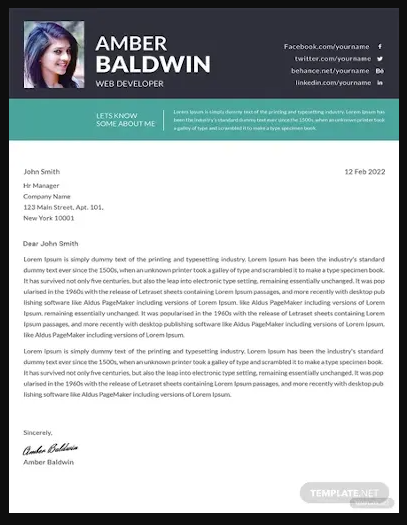 AMBER
BALDWIN
WEB DEVELOPER
Facebook.com/yourname
twitter.com/yourname
behance.net/yourname
linkedin.com/yourname
LETS KNOW
SOME ABOUT ME
Lorem Ipsum is simply dummy text of the printing and typesetting industry. Lorem Ipsum has
been the industry's standard dummy text ever since the 1500s, when an unknown printer took
a galley of type and scrambled it to make a type specimen book.
John Smith
12 Feb 2022
Hr Manager
Company Name
123 Main Street, Apt. 101,
New York 10001
Dear John Smith
Lorem Ipsum is simply dummy text of the printing and typesetting industry. Lorem Ipsum has been the industry's standard
dummy text ever since the 1500s, when an unknown printer took a galley of type and scrambled it to make a type specimen book.
It has survived not only five centuries, but also the leap into electronic type setting, remaining essentially unchanged. It was pop
ularised in the 1960s with the release of Letraset sheets containing Lorem Ipsum passages, and more recently with desktop pub
lishing software like Aldus PageMaker including versions of Lorem Ipsum. with the release of Letraset sheets containing Lorem
Ipsum. remaining essentially unchanged. It was popularised in the 1960s with the release of Letraset sheets containing Lorem
Ipsum passages, and more recently with desktop publishing software like Aldus PageMaker including versions of Lorem Ipsum.
like Aldus PageMaker including versions of Lorem Ipsum.
Lorem Ipsum is simply dummy text of the printing and typesetting industry. Lorem Ipsum has been the industry's standard
dummy text ever since the 1500s, when an unknown printer took a galley of type and scrambled it to make a type specimen book.
It has survived not only five centuries, but also the leap into electronic type setting, remaining essentially unchanged. It was pop
ularised in the 1960s with the release of Letraset sheets containing Lorem Ipsum passages, and more recently with desktop pub
lishing software like Aldus PageMaker including versions of Lorem Ipsum.
Sincerely,
Amber Baldwin
Amber Baldwin
TEMPLATE.NET